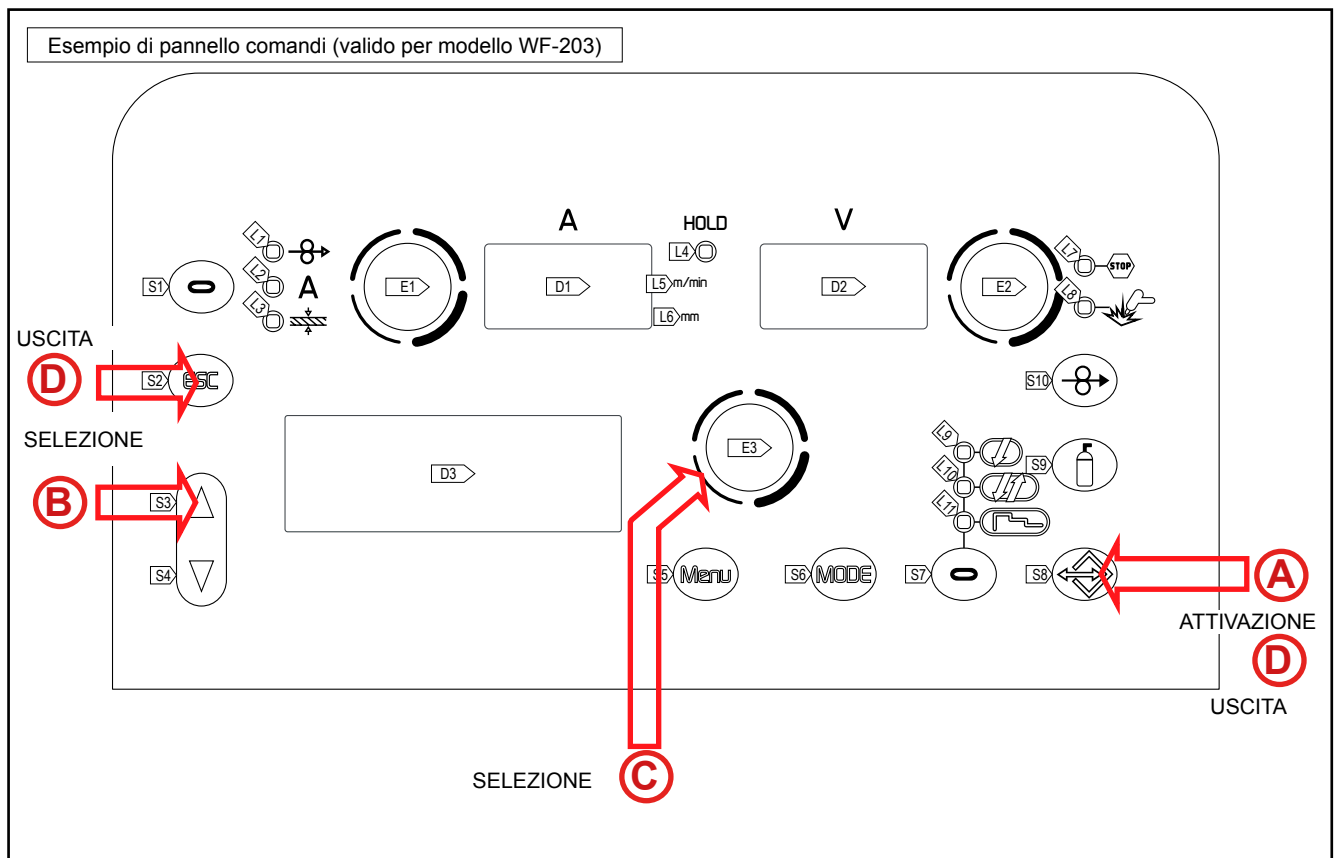 Esempio di pannello comandi (valido per modello WF-203)
A
HOLD
V
L1
L2
A
L3
L4
L5 m/min
L6 mm
L7
STOP
L8
S1
E1
D1
D2
E2
USCITA
D
S2
esc
S10
SELEZIONE
B
S3
S4
D3
E3
L9
L10
L11
S9
S5
Menu
S6
MODE
S7
S8
A
ATTIVAZIONE
D
USCITA
SELEZIONE
C